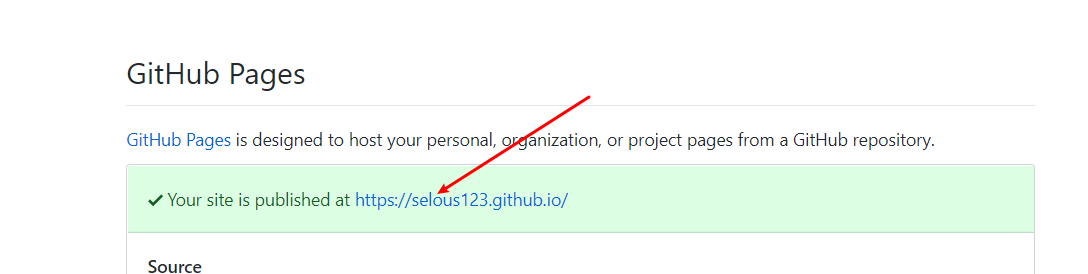 GitHub Pages
GitHub Pages is designed to host your personal, organization, or project pages from a GitHub repository.
✔ Your site is published at https://selous123.github.io/
Source